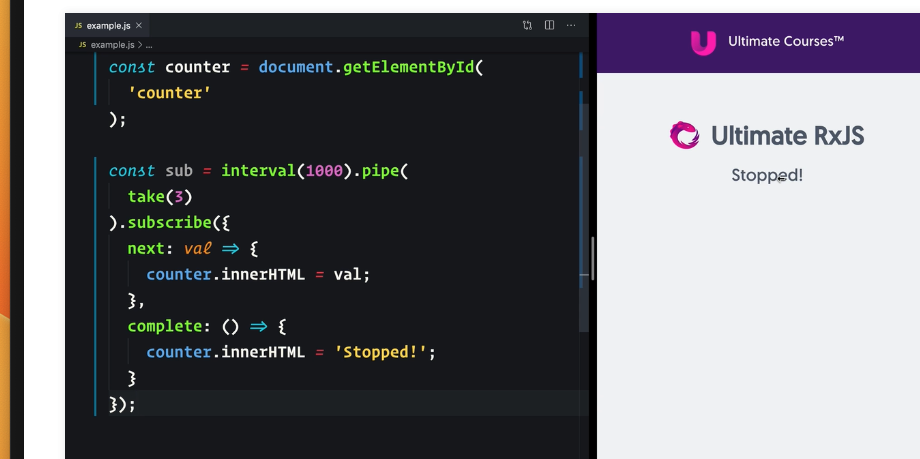 JS example.js ×
JS example.js > ...
const counter = document.getElementById(
'counter'
);
const sub = interval(1000).pipe(
take(3)
).subscribe({
next: val => {
counter.innerHTML = val;
},
complete: () => {
counter.innerHTML = 'Stopped!';
}
});
Ultimate Courses™
Ultimate RxJS
Stopped!